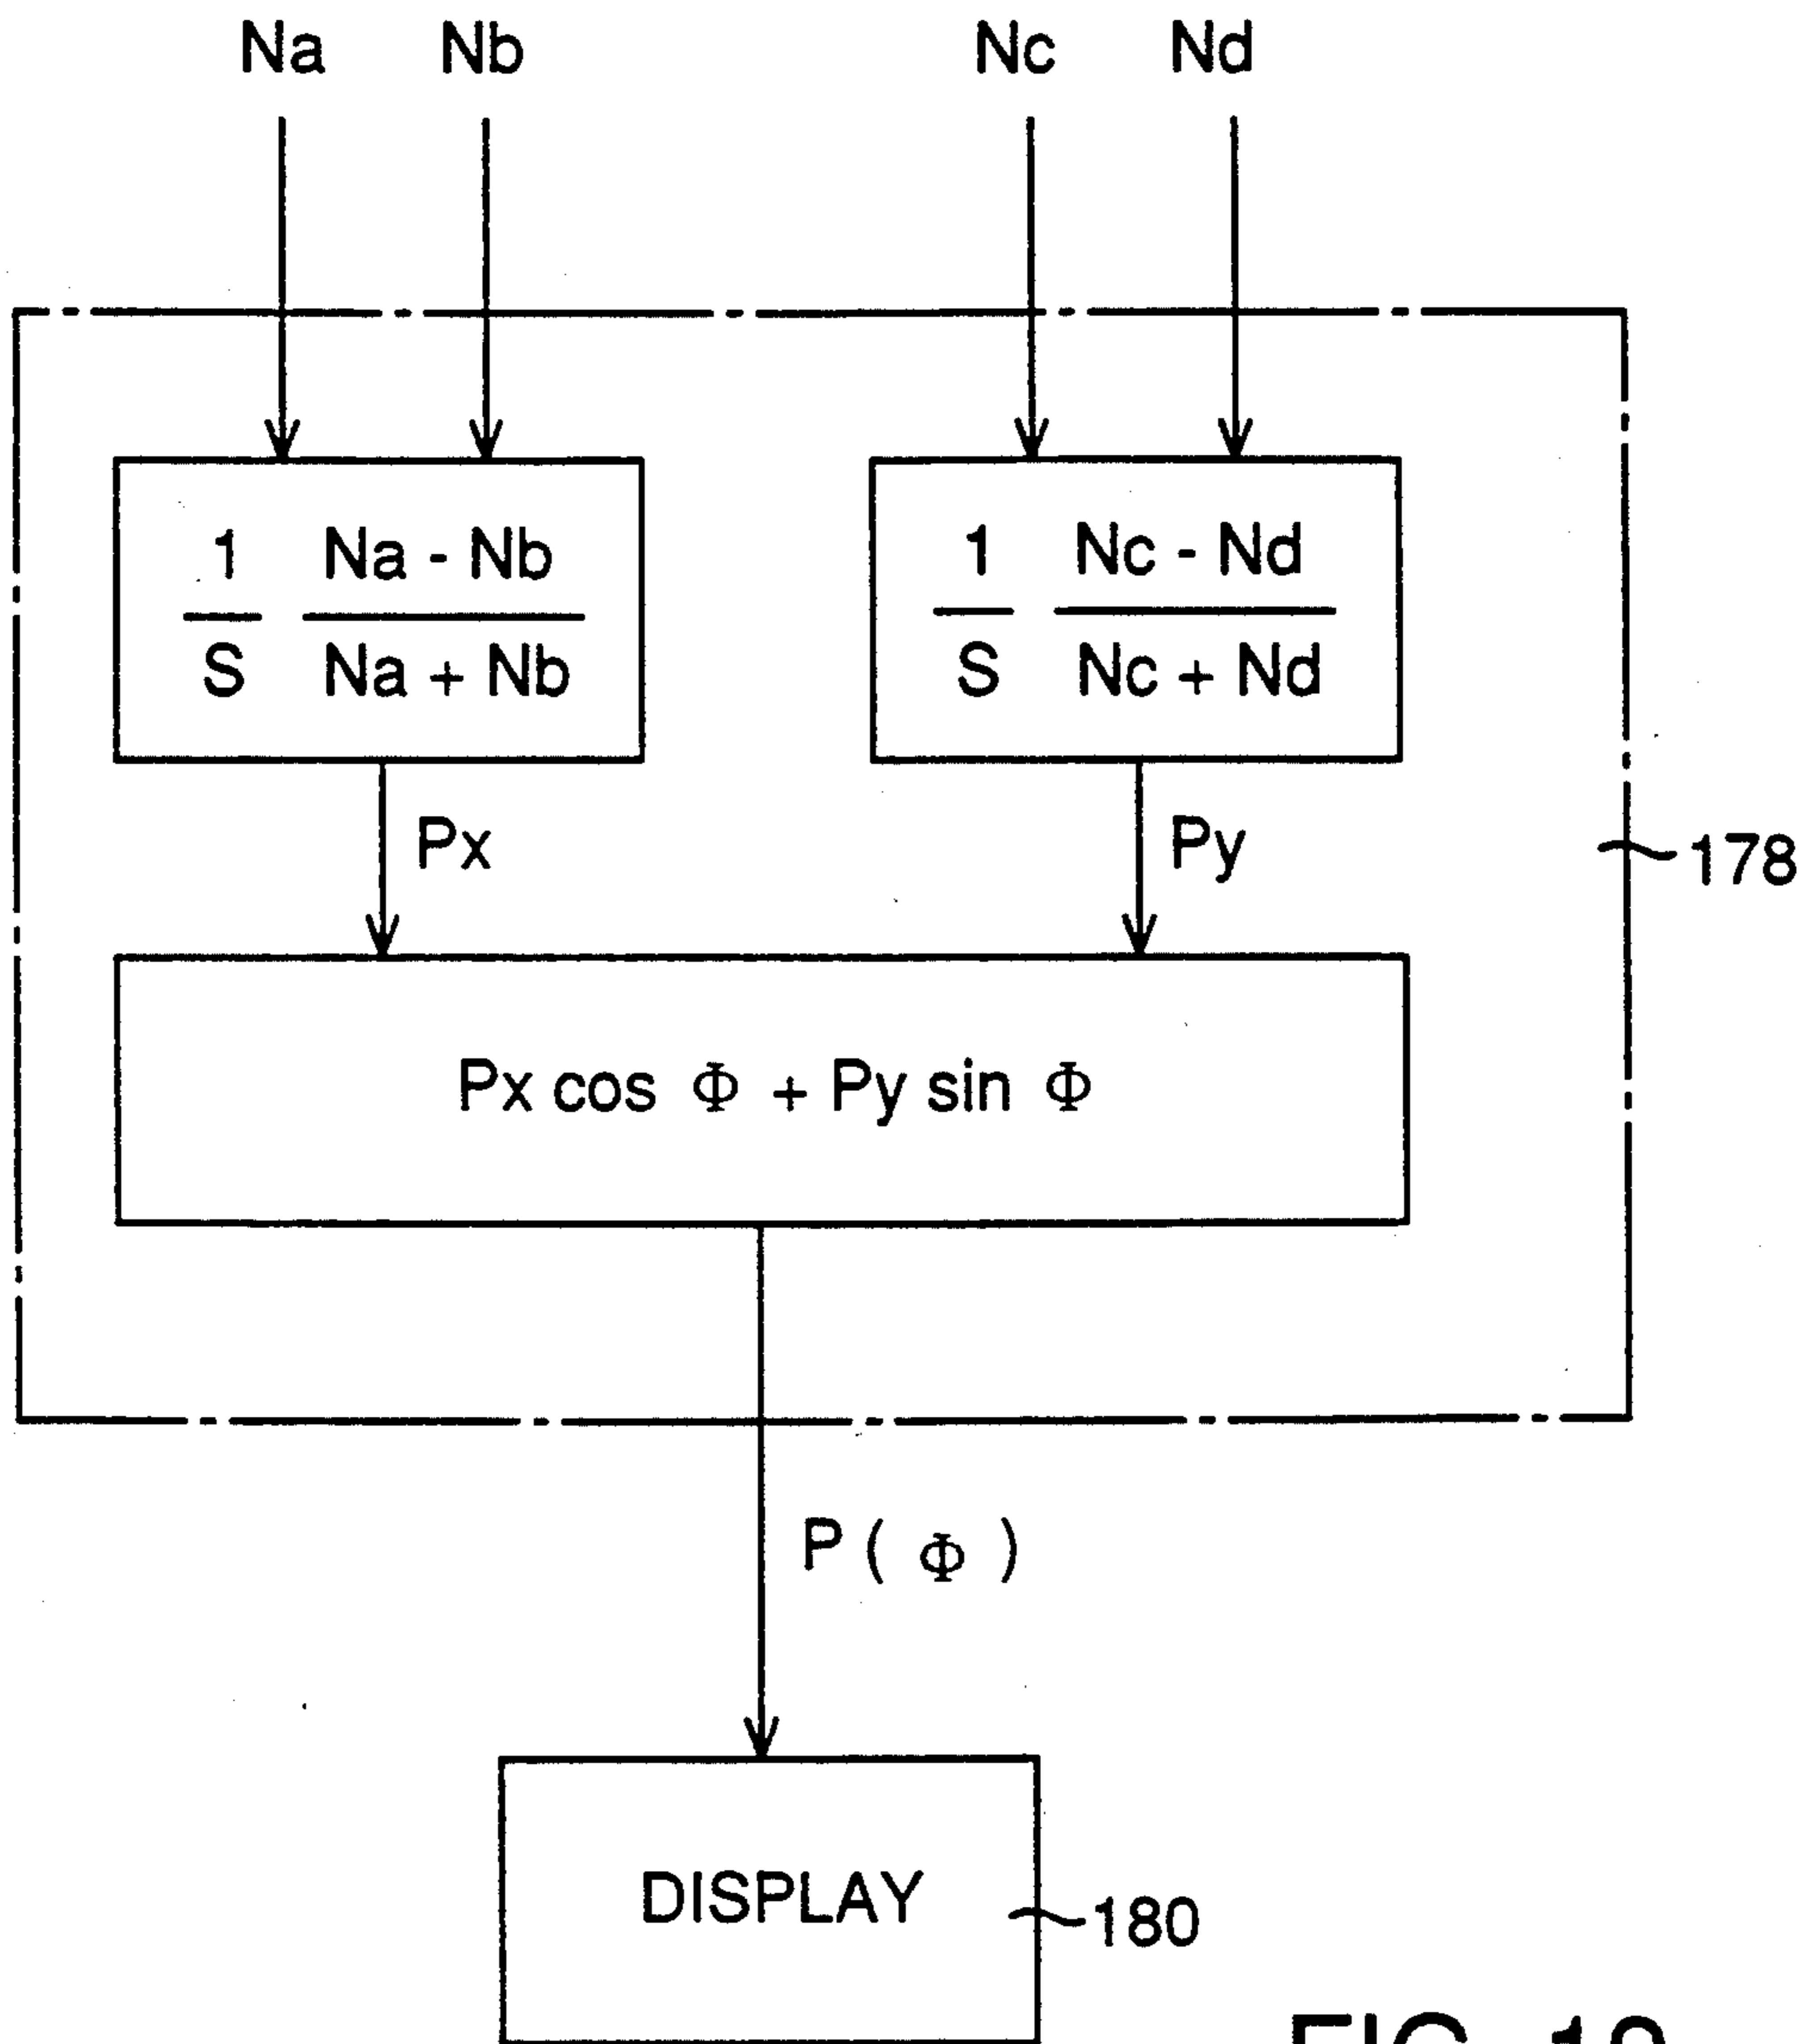 Na Nb Nc Nd
1 Na - Nb
S Na + Nb
1 Nc - Nd
S Nc + Nd
Px
Py
178
Px cos Φ + Py sin Φ
P ( Φ )
DISPLAY
180